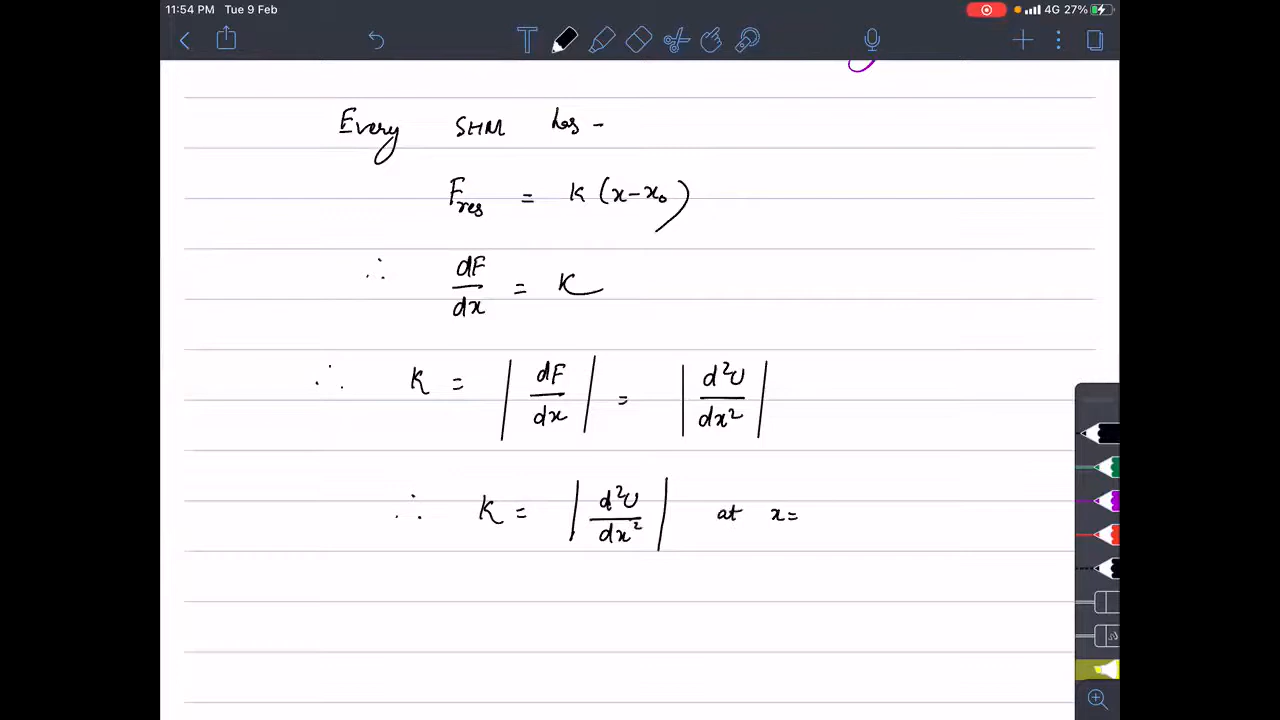 11:54 PM Tue 9 Feb 4G 27%
Every SHM has -
F_res = K (x-x₀)
∴ dF/dx = K
∴ K = |dF/dx| = |d²U/dx²|
∴ K = |d²U/dx²| at x=